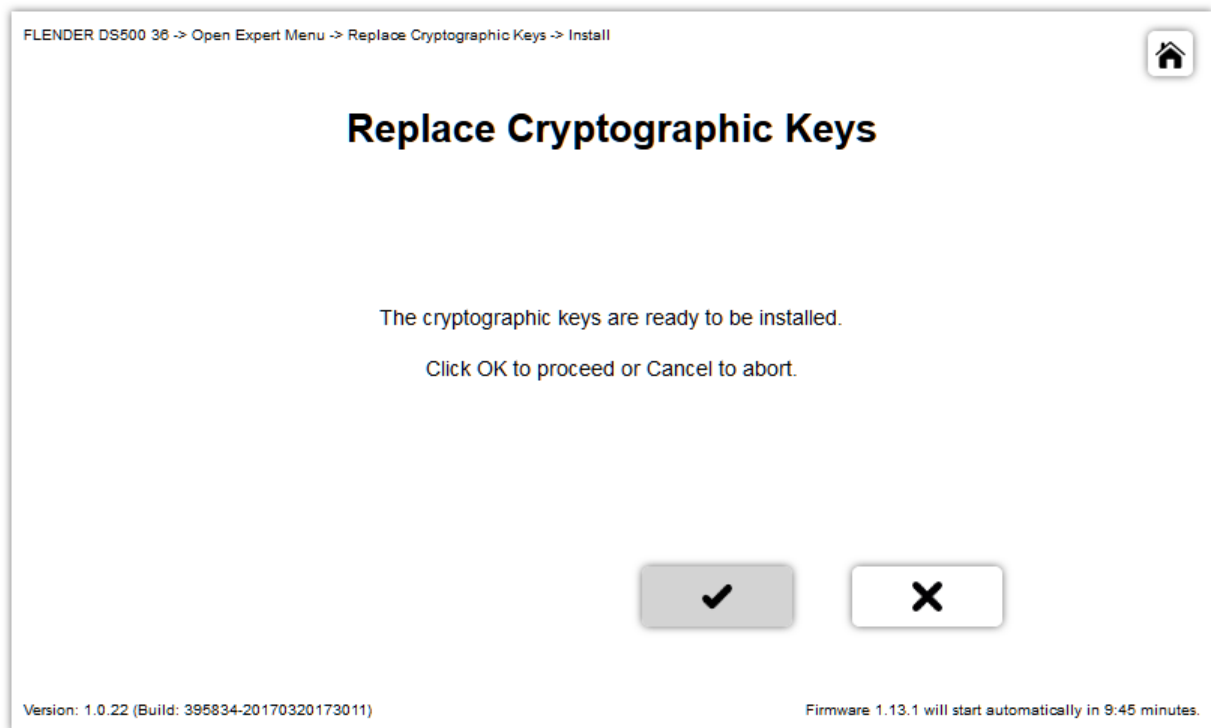 FLENDER DS500 36 -> Open Expert Menu -> Replace Cryptographic Keys -> Install
Replace Cryptographic Keys
The cryptographic keys are ready to be installed.
Click OK to proceed or Cancel to abort.
Version: 1.0.22 (Build: 395834-20170320173011)
Firmware 1.13.1 will start automatically in 9:45 minutes.